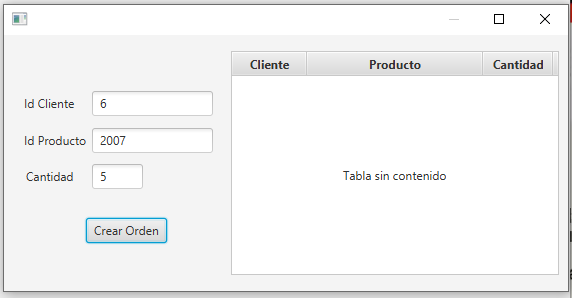 Id Cliente 6
Id Producto 2007
Cantidad 5
Crear Orden
Cliente Producto Cantidad
Tabla sin contenido